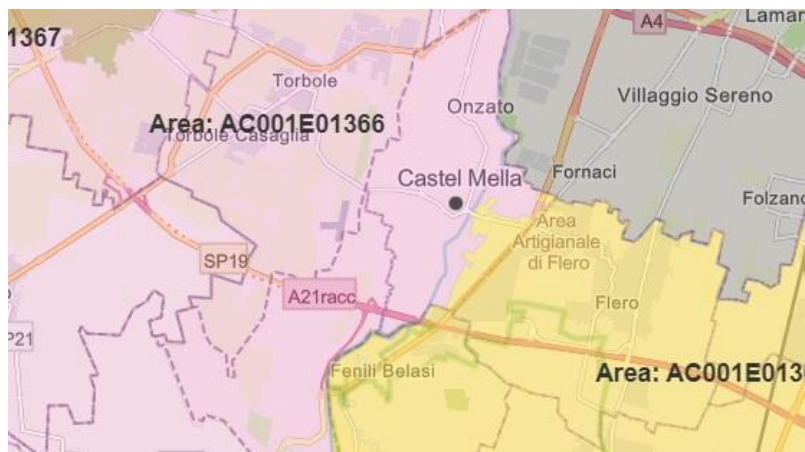 A4
Lamar
1367
Torbole
Villaggio Sereno
Onzato
Area: AC001E01366
Torbole Casaglia
Fornaci
Castel Mella
Folzano
Area
Artigianale
di Flero
SP19
A21racc
Flero
P21
Fenili Belasi
Area: AC001E013